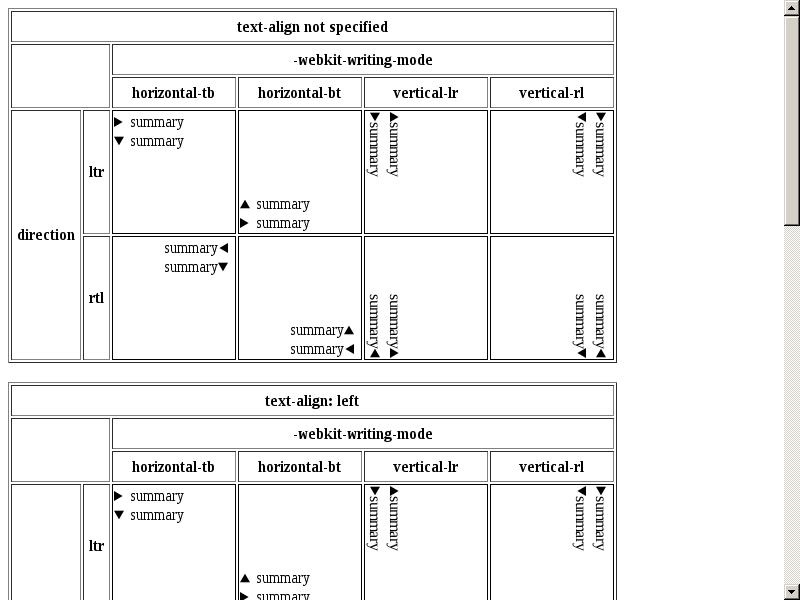 text-align not specified
-webkit-writing-mode
horizontal-tb horizontal-bt vertical-lr vertical-rl
direction
ltr
▶ summary
▼ summary
▲ summary
▶ summary
▼ summary
▶ summary
◀ summary
▼ summary
rtl
summary◀
summary▼
summary▲
summary◀
summary▲
summary▶
summary◀
summary▲
text-align: left
-webkit-writing-mode
horizontal-tb horizontal-bt vertical-lr vertical-rl
ltr
▶ summary
▼ summary
▲ summary
▶ summary
▼ summary
▶ summary
◀ summary
▼ summary